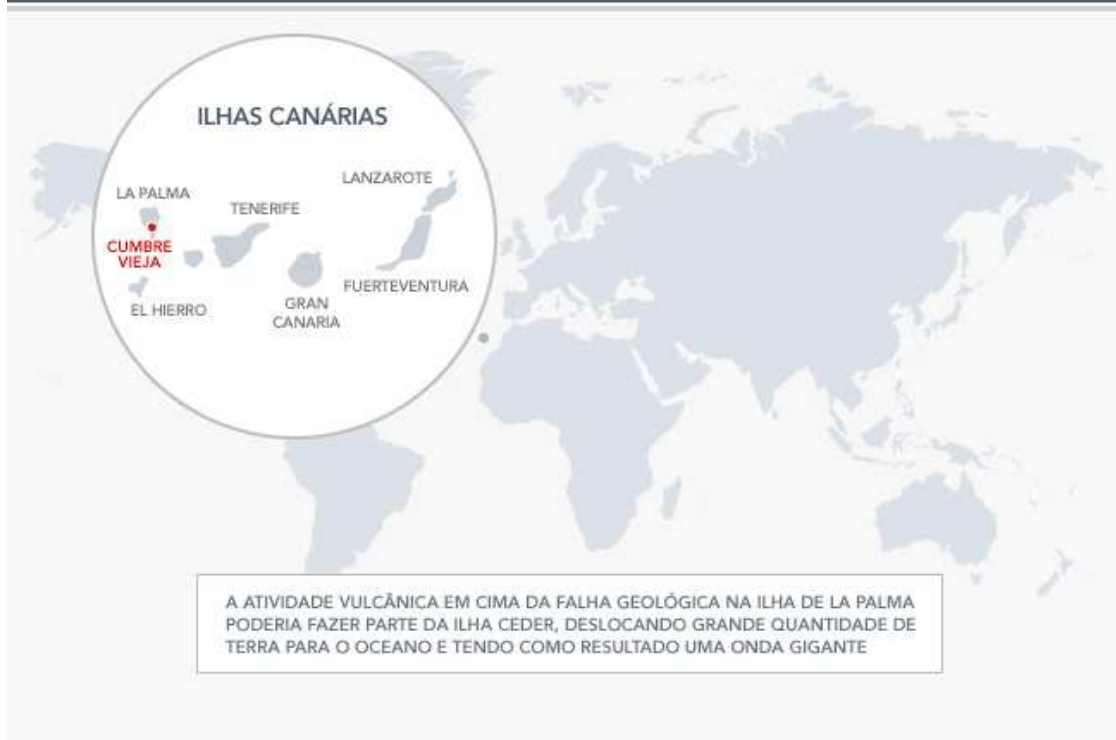 ILHAS CANÁRIAS
LANZAROTE
LA PALMA
TENERIFE
CUMBRE
VIEJA
FUERTEVENTURA
EL HIERRO
GRAN
CANARIA
A ATIVIDADE VULCÂNICA EM CIMA DA FALHA GEOLÓGICA NA ILHA DE LA PALMA
PODERIA FAZER PARTE DA ILHA CEDER, DESLOCANDO GRANDE QUANTIDADE DE
TERRA PARA O OCEANO E TENDO COMO RESULTADO UMA ONDA GIGANTE